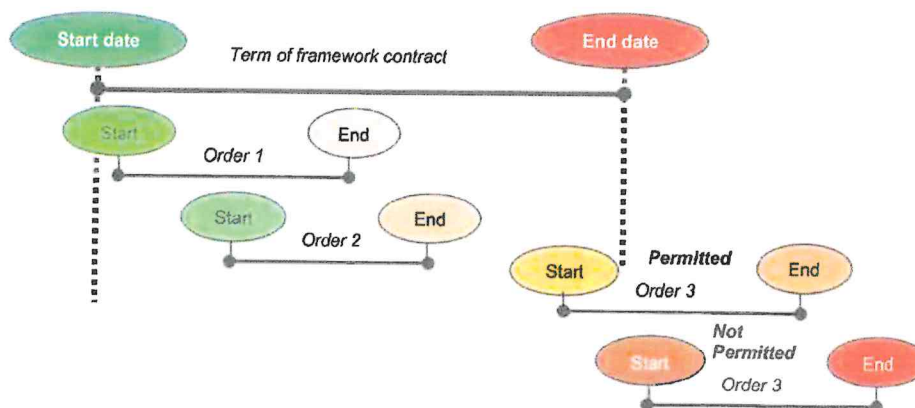 Start date
Term of framework contract
End date
Start
Order 1
End
Start
Order 2
End
Start
Permitted
Order 3
End
Not
Permitted
Start
Order 3
End